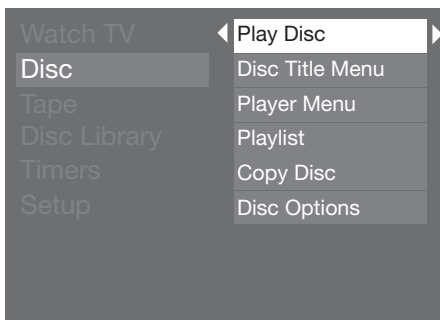 Watch TV
Disc
Tape
Disc Library
Timers
Setup
Play Disc
Disc Title Menu
Player Menu
Playlist
Copy Disc
Disc Options